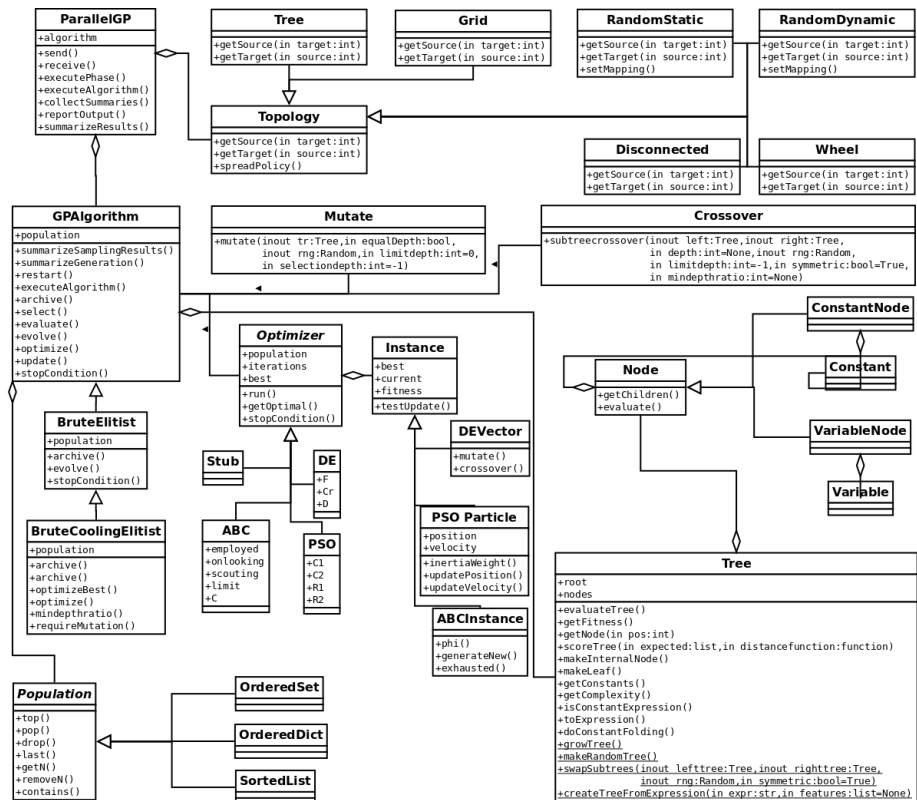 ParallelGP
+algorithm
+send()
+receive()
+executePhase()
+executeAlgorithm()
+collectSummaries()
+reportOutput()
+summarizeResults()
Tree
+getSource(in target:int)
+getTarget(in source:int)
Grid
+getSource(in target:int)
+getTarget(in source:int)
RandomStatic
+getSource(in target:int)
+getTarget(in source:int)
+setMapping()
RandomDynamic
+getSource(in target:int)
+getTarget(in source:int)
+setMapping()
Topology
+getSource(in target:int)
+getTarget(in source:int)
+spreadPolicy()
Disconnected
+getSource(in target:int)
+getTarget(in source:int)
Wheel
+getSource(in target:int)
+getTarget(in source:int)
GPAlgorithm
+population
+summarizeSamplingResults()
+summarizeGeneration()
+restart()
+executeAlgorithm()
+archive()
+select()
+evaluate()
+evolve()
+optimize()
+update()
+stopCondition()
Mutate
+mutate(inout tr:Tree,in equalDepth:bool,
inout rng:Random,in limitdepth:int=0,
in selectiondepth:int=-1)
Crossover
+subtreecrossover(inout left:Tree,inout right:Tree,
in depth:int=None,inout rng:Random,
in limitdepth:int=-1,in symmetric:bool=True,
in mindepthratio:int=None)
Optimizer
+population
+iterations
+best
+run()
+getOptimal()
+stopCondition()
Instance
+best
+current
+fitness
+testUpdate()
Node
+getChildren()
+evaluate()
ConstantNode
Constant
VariableNode
Variable
BruteElitist
+population
+archive()
+evolve()
+stopCondition()
Stub
DE
+F
+Cr
+D
DEVector
+mutate()
+crossover()
BruteCoolingElitist
+population
+archive()
+archive()
+optimizeBest()
+optimize()
+mindepthratio()
+requireMutation()
ABC
+employed
+onlooking
+scouting
+limit
+C
PSO
+C1
+C2
+R1
+R2
PSO Particle
+position
+velocity
+inertiaWeight()
+updatePosition()
+updateVelocity()
ABCInstance
+phi()
+generateNew()
+exhausted()
Tree
+root
+nodes
+evaluateTree()
+getFitness()
+getNode(in pos:int)
+scoreTree(in expected:list,in distancefunction:function)
+makeInternalNode()
+makeLeaf()
+getConstants()
+getComplexity()
+isConstantExpression()
+toExpression()
+doConstantFolding()
+growTree()
+makeRandomTree()
+swapSubtrees(inout lefttree:Tree,inout righttree:Tree,
inout rng:Random,in symmetric:bool=True)
+createTreeFromExpression(in expr:str,in features:list=None)
Population
+top()
+pop()
+drop()
+last()
+getN()
+removeN()
+contains()
OrderedSet
OrderedDict
SortedList